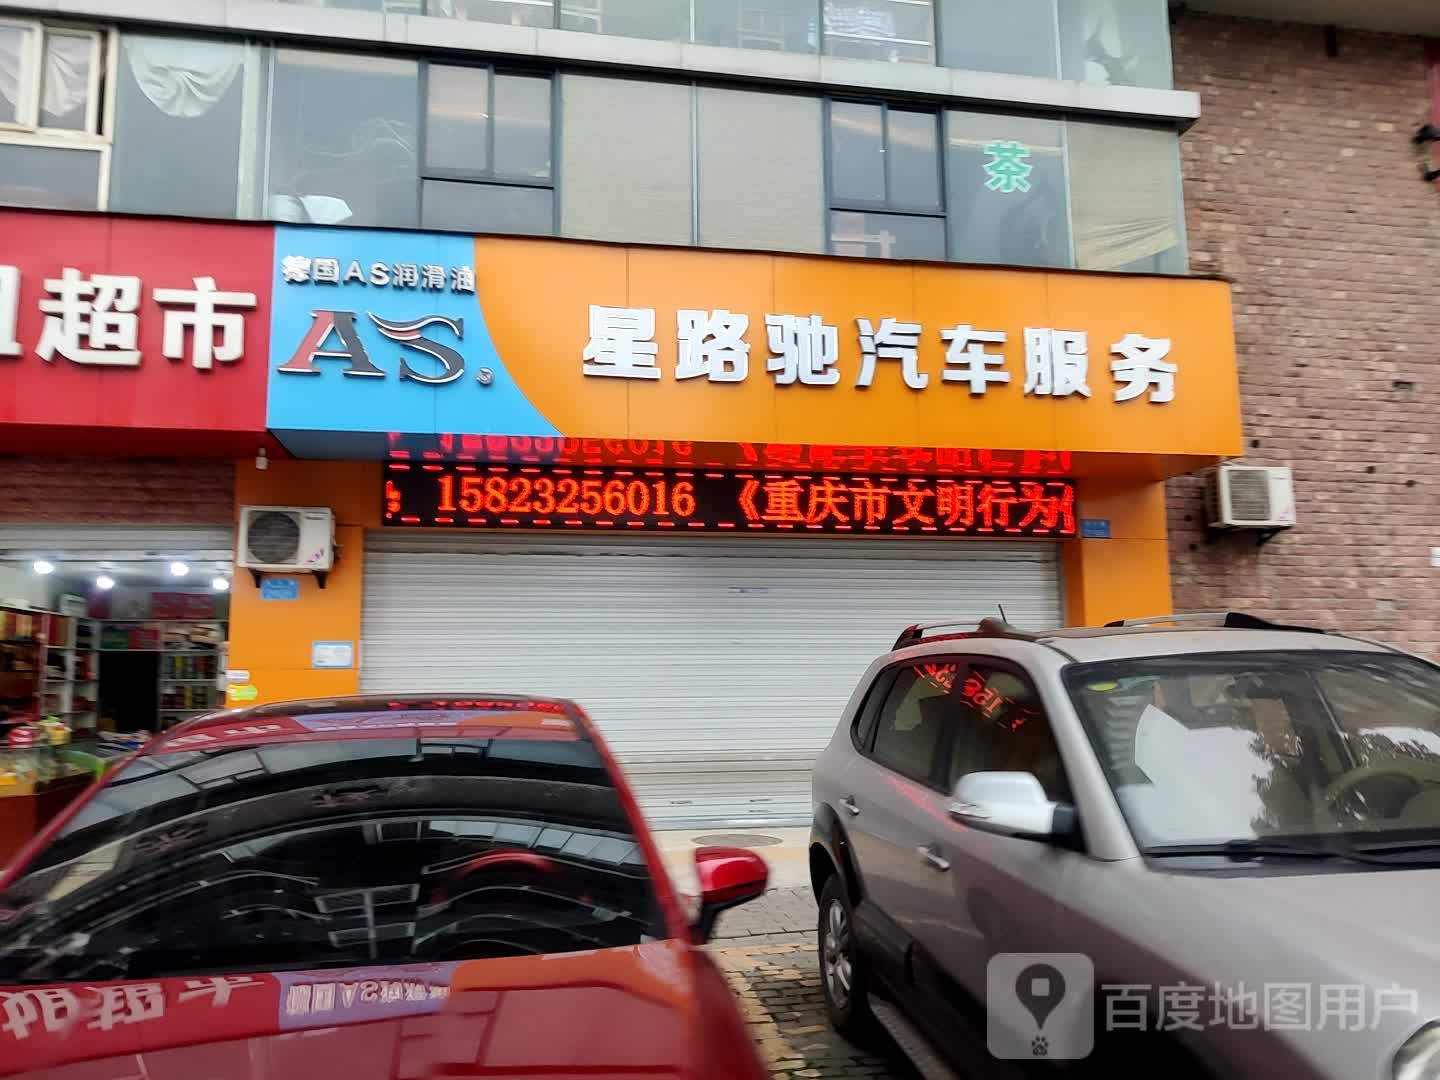 茶
超市
德国AS润滑油
AS.
星路驰汽车服务
15823256016 《重庆市文明行为
百度地图用户